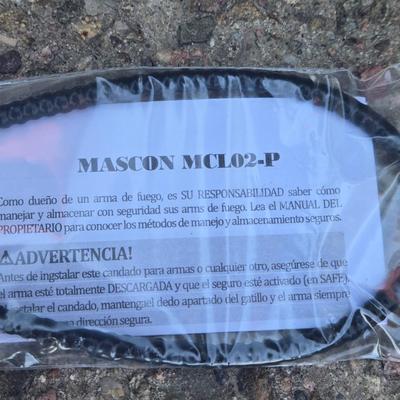 MASCON MCL02-P
Como dueño de un arma de fuego, es SU RESPONSABILIDAD saber cómo
manejar y almacenar con seguridad sus arms de fuego. Lea el MANUAL DEL
PROPIETARIO para conocer los métodos de manejo y almacenamiento seguros.
⚠ADVERTENCIA!
Antes de ingstalar este candado para armas o cualquier otro, asegúrese de que
el arma esté totalmente DESCARGADA y que el seguro esté activado (en SAFE).
instalar el candado, mantengael dedo apartado del gatillo y el arma siempre
dirección segura.